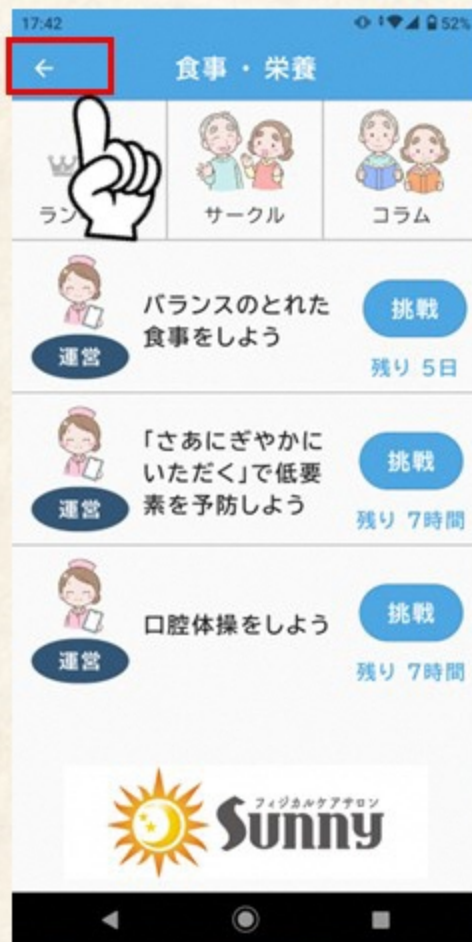 17:42
52%
食事・栄養
ラン
サークル
コラム
バランスのとれた
食事をしよう
運営
挑戦
残り 5日
「さあにぎやかに
いただく」で低要
素を予防しよう
運営
挑戦
残り 7時間
口腔体操をしよう
運営
挑戦
残り 7時間
フィジカルケアサロン
Sunny